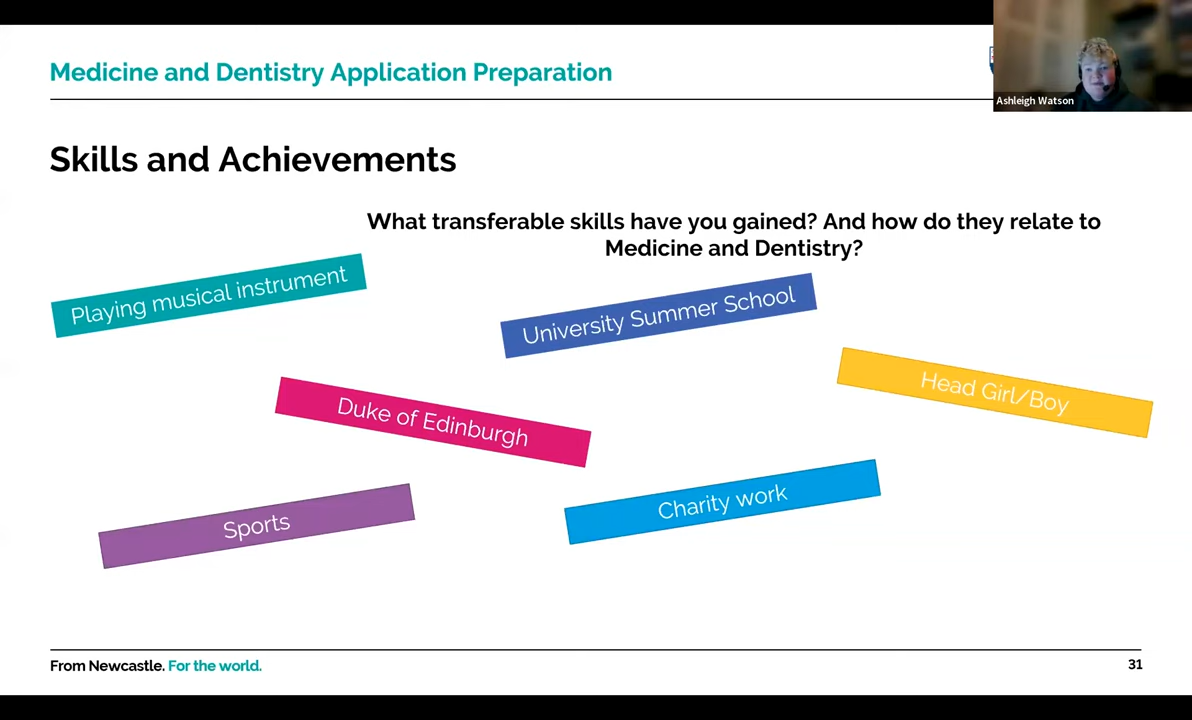 Medicine and Dentistry Application Preparation
Ashleigh Watson
Skills and Achievements
What transferable skills have you gained? And how do they relate to
Medicine and Dentistry?
Playing musical instrument
University Summer School
Head Girl/Boy
Duke of Edinburgh
Charity work
Sports
From Newcastle. For the world.
31